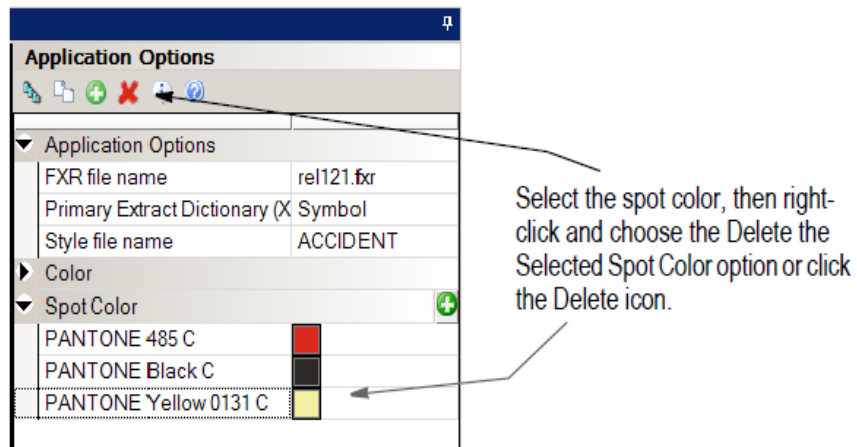 Application Options
Application Options
FXR file name rel121.fxr
Primary Extract Dictionary (X Symbol
Style file name ACCIDENT
Color
Spot Color
PANTONE 485 C
PANTONE Black C
PANTONE Yellow 0131 C
Select the spot color, then right-
click and choose the Delete the
Selected Spot Color option or click
the Delete icon.